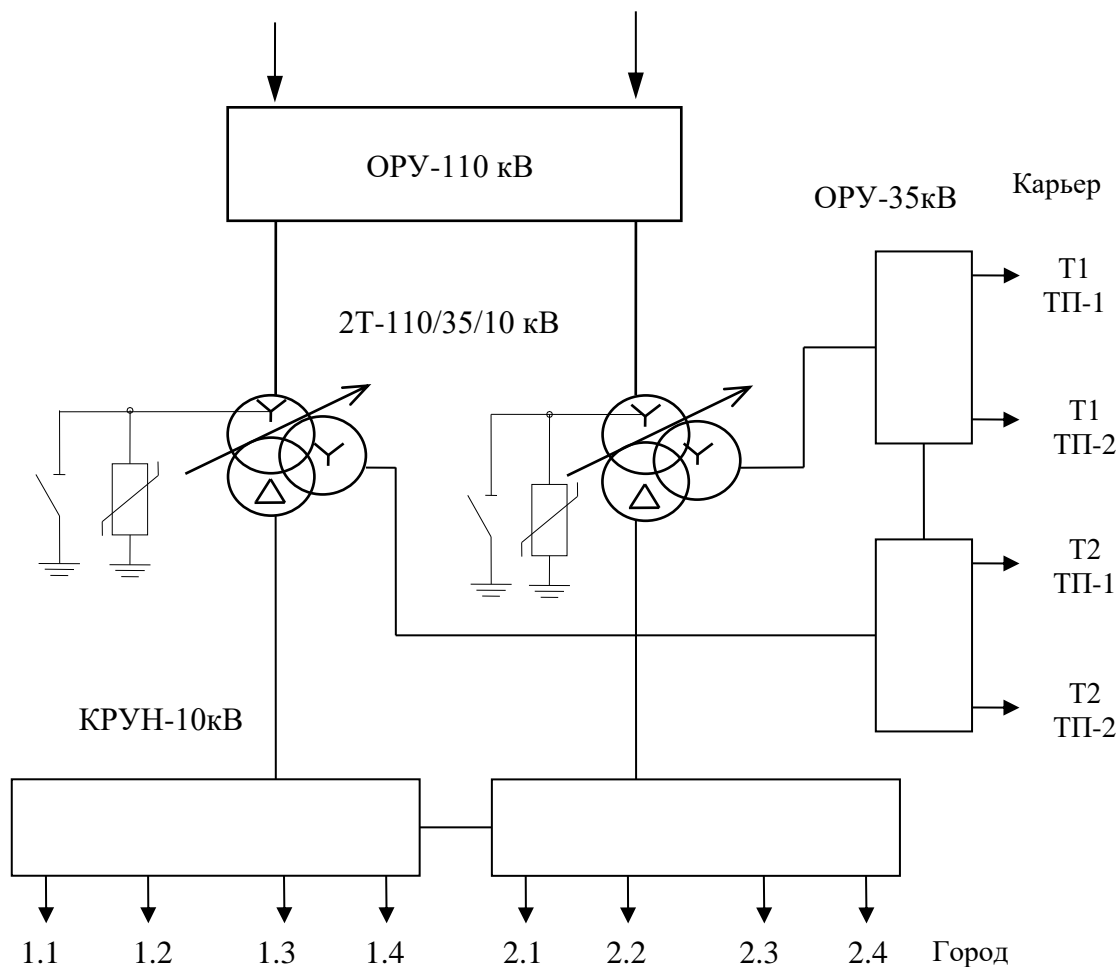 ОРУ-110 кВ
Карьер
ОРУ-35кВ
Т1
ТП-1
2Т-110/35/10 кВ
Т1
ТП-2
Т2
ТП-1
Т2
ТП-2
КРУН-10кВ
1.1 1.2 1.3 1.4 2.1 2.2 2.3 2.4 Город